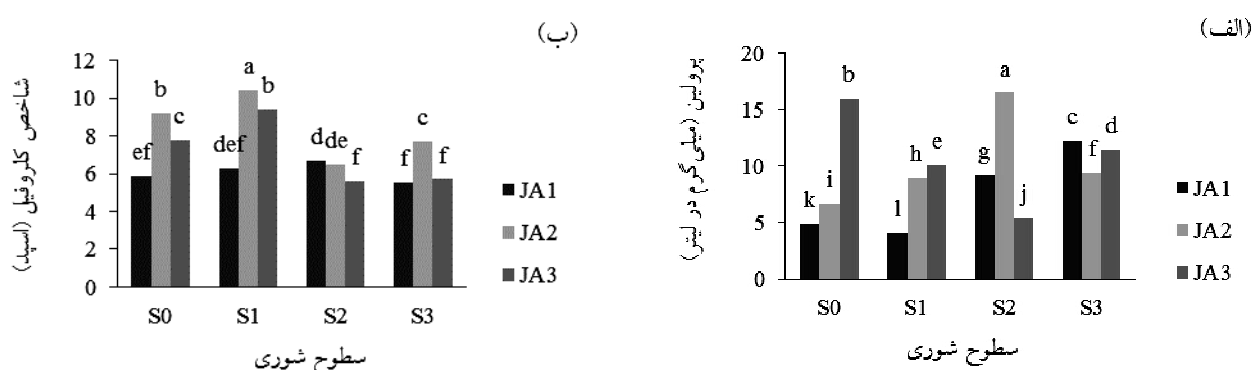 (الف)
پرولین (میلی‌گرم در لیتر)
20
15
10
5
0
k i b
l h e
g a j
c f d
S0 S1 S2 S3
سطوح شوری
JA1
JA2
JA3
(ب)
شاخص کلروفیل (اسپد)
12
10
8
6
4
2
0
ef b c
def a b
d de f
f c f
S0 S1 S2 S3
سطوح شوری
JA1
JA2
JA3